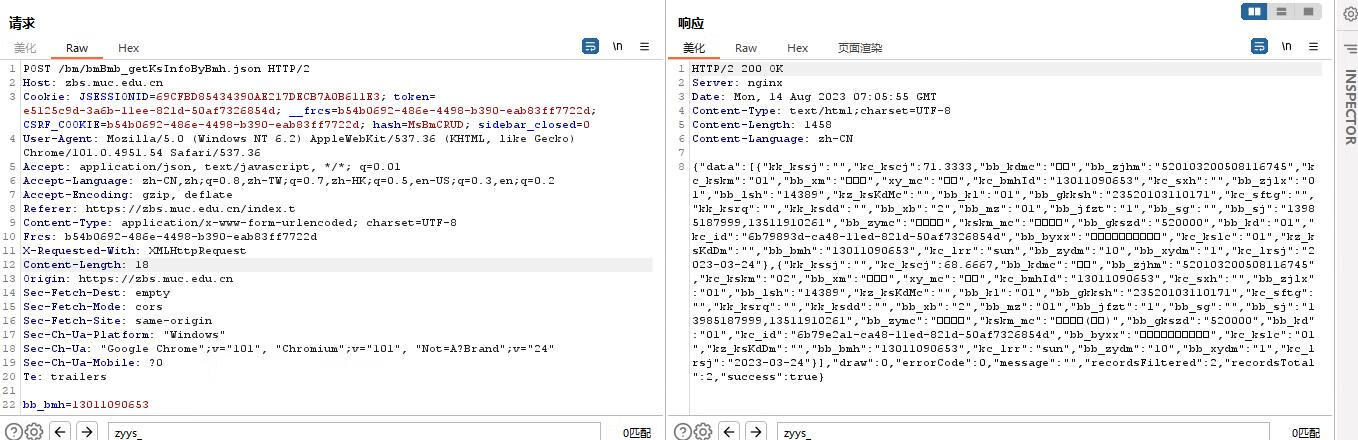 请求
美化 Raw Hex \n
1 POST /bm/bmBmb_getKsInfoByBmh.json HTTP/2
2 Host: zbs.muc.edu.cn
3 Cookie: JSESSIONID=69CFBD85434390AE217DECB7A0B611E3; token=
e5125c9d-3a6b-11ee-821d-50af7326854d; __frcs=b54b0692-486e-4498-b390-eab83ff7722d;
CSRF_COOKIE=b54b0692-486e-4498-b390-eab83ff7722d; hash=MsBmCRUD; sidebar_closed=0
4 User-Agent: Mozilla/5.0 (Windows NT 6.2) AppleWebKit/537.36 (KHTML, like Gecko)
Chrome/101.0.4951.54 Safari/537.36
5 Accept: application/json, text/javascript, */*; q=0.01
6 Accept-Language: zh-CN,zh;q=0.8,zh-TW;q=0.7,zh-HK;q=0.5,en-US;q=0.3,en;q=0.2
7 Accept-Encoding: gzip, deflate
8 Referer: https://zbs.muc.edu.cn/index.t
9 Content-Type: application/x-www-form-urlencoded; charset=UTF-8
10 Frcs: b54b0692-486e-4498-b390-eab83ff7722d
11 X-Requested-With: XMLHttpRequest
12 Content-Length: 18
13 Origin: https://zbs.muc.edu.cn
14 Sec-Fetch-Dest: empty
15 Sec-Fetch-Mode: cors
16 Sec-Fetch-Site: same-origin
17 Sec-Ch-Ua-Platform: "Windows"
18 Sec-Ch-Ua: "Google Chrome";v="101", "Chromium";v="101", "Not=A?Brand";v="24"
19 Sec-Ch-Ua-Mobile: ?0
20 Te: trailers
21
22 bb_bmh=13011090653
zyys_ 0匹配
响应
美化 Raw Hex 页面渲染 \n
1 HTTP/2 200 OK
2 Server: nginx
3 Date: Mon, 14 Aug 2023 07:05:55 GMT
4 Content-Type: text/html;charset=UTF-8
5 Content-Length: 1458
6 Content-Language: zh-CN
7
8 {"data":[{"kk_kssj":"","kc_kscj":71.3333,"bb_kdmc":"□□","bb_zjhm":"520103200508116745","kc_kskm":"01","bb_xm":"□□□","xy_mc":"□□","kc_bmhId":"13011090653","kc_sxh":"","bb_zjlx":"0
1","bb_lsh":"14389","kz_ksKdMc":"","bb_kl":"01","bb_gkksh":"23520103110171","kc_sftg":"
","kk_ksrq":"","kk_ksdd":"","bb_xb":"2","bb_mz":"01","bb_jfzt":"1","bb_sg":"","bb_sj":"1398
5187999,13511910261","bb_zymc":"□□□□","kskm_mc":"□□□□","bb_gkszd":"520000","bb_kd":"01","
kc_id":"6b79893d-ca48-11ed-821d-50af7326854d","bb_byxx":"□□□□□□□□□□","kc_kslc":"01","kz_k
sKdDm":"","bb_bmh":"13011090653","kc_lrr":"sun","bb_zydm":"10","bb_xydm":"1","kc_lrsj":"2
023-03-24"},{"kk_kssj":"","kc_kscj":68.6667,"bb_kdmc":"□□","bb_zjhm":"520103200508116745"
,"kc_kskm":"02","bb_xm":"□□□","xy_mc":"□□","kc_bmhId":"13011090653","kc_sxh":"","bb_zjlx
":"01","bb_lsh":"14389","kz_ksKdMc":"","bb_kl":"01","bb_gkksh":"23520103110171","kc_sftg":
"","kk_ksrq":"","kk_ksdd":"","bb_xb":"2","bb_mz":"01","bb_jfzt":"1","bb_sg":"","bb_sj":"1
3985187999,13511910261","bb_zymc":"□□□□","kskm_mc":"□□□□(□□)","bb_gkszd":"520000","bb_kd"
:"01","kc_id":"6b79e2a1-ca48-11ed-821d-50af7326854d","bb_byxx":"□□□□□□□□□□","kc_kslc":"01
","kz_ksKdDm":"","bb_bmh":"13011090653","kc_lrr":"sun","bb_zydm":"10","bb_xydm":"1","kc_l
rsj":"2023-03-24"}],"draw":0,"errorCode":0,"message":"","recordsFiltered":2,"recordsTotal
":2,"success":true}
zyys_ 0匹配
INSPECTOR